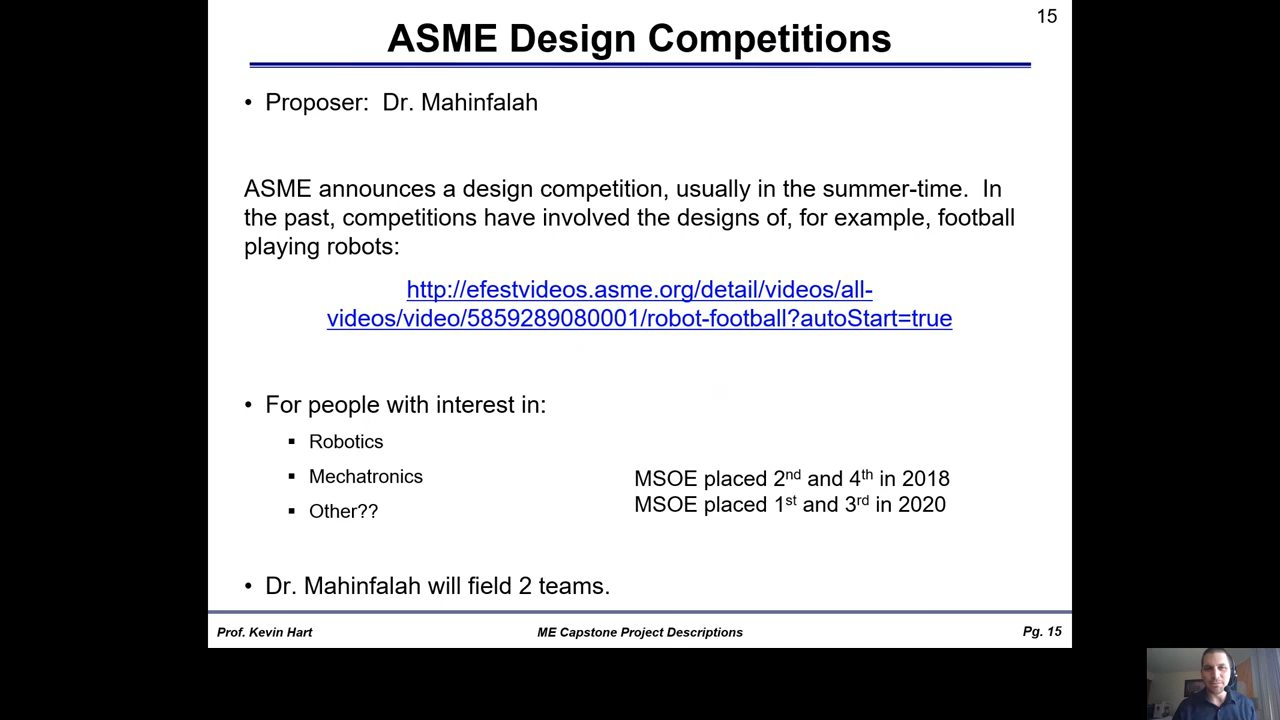 15
ASME Design Competitions
• Proposer: Dr. Mahinfalah
ASME announces a design competition, usually in the summer-time. In
the past, competitions have involved the designs of, for example, football
playing robots:
http://efestvideos.asme.org/detail/videos/all-
videos/video/5859289080001/robot-football?autoStart=true
• For people with interest in:
▪ Robotics
▪ Mechatronics
▪ Other??
MSOE placed 2nd and 4th in 2018
MSOE placed 1st and 3rd in 2020
• Dr. Mahinfalah will field 2 teams.
Prof. Kevin Hart ME Capstone Project Descriptions Pg. 15